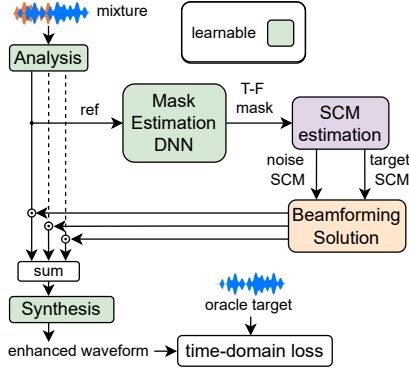 mixture
learnable
Analysis
ref
Mask
Estimation
DNN
T-F
mask
SCM
estimation
noise
SCM
target
SCM
Beamforming
Solution
sum
Synthesis
oracle target
enhanced waveform
time-domain loss